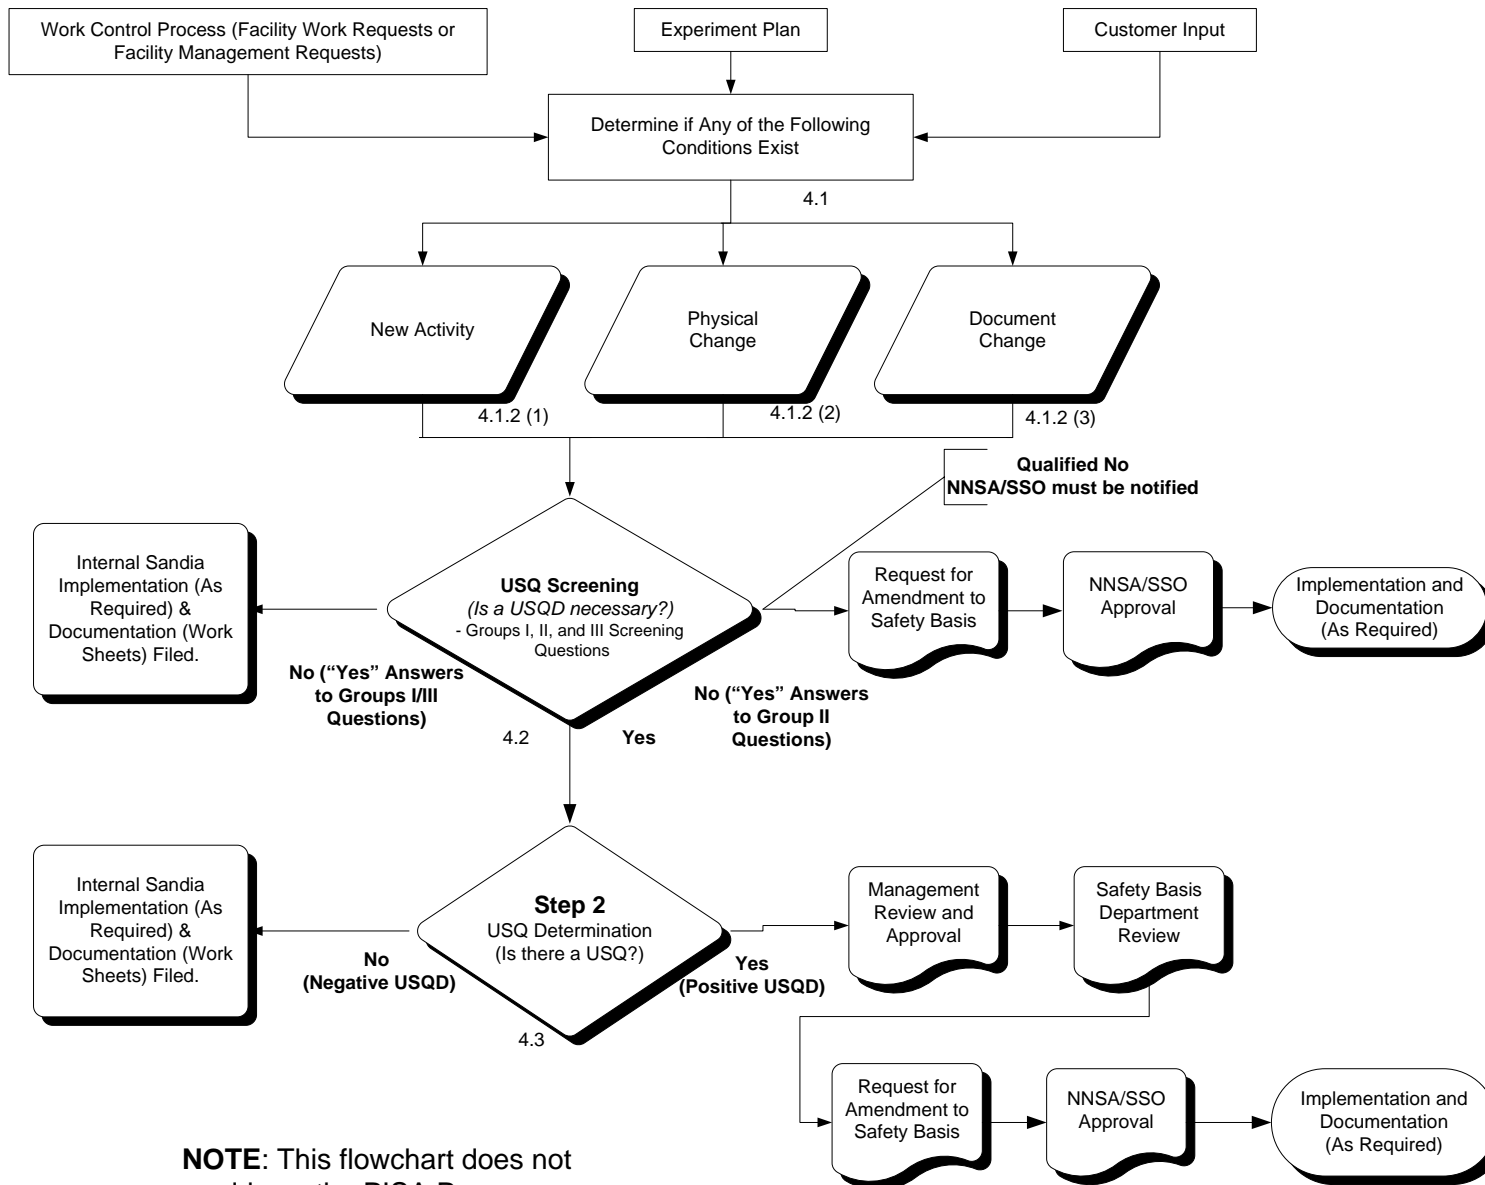 Work Control Process (Facility Work Requests or
Facility Management Requests)
Experiment Plan
Customer Input
Determine if Any of the Following
Conditions Exist
4.1
New Activity
Physical
Change
Document
Change
4.1.2 (1)
4.1.2 (2)
4.1.2 (3)
Qualified No
NNSA/SSO must be notified
Internal Sandia
Implementation (As
Required) &
Documentation (Work
Sheets) Filed.
USQ Screening
(Is a USQD necessary?)
- Groups I, II, and III Screening
Questions
Request for
Amendment to
Safety Basis
NNSA/SSO
Approval
Implementation and
Documentation
(As Required)
No (“Yes” Answers
to Groups I/III
Questions)
No (“Yes” Answers
to Group II
Questions)
4.2
Yes
Internal Sandia
Implementation (As
Required) &
Documentation (Work
Sheets) Filed.
Step 2
USQ Determination
(Is there a USQ?)
Management
Review and
Approval
Safety Basis
Department
Review
No
(Negative USQD)
Yes
(Positive USQD)
4.3
Request for
Amendment to
Safety Basis
NNSA/SSO
Approval
Implementation and
Documentation
(As Required)
NOTE: This flowchart does not